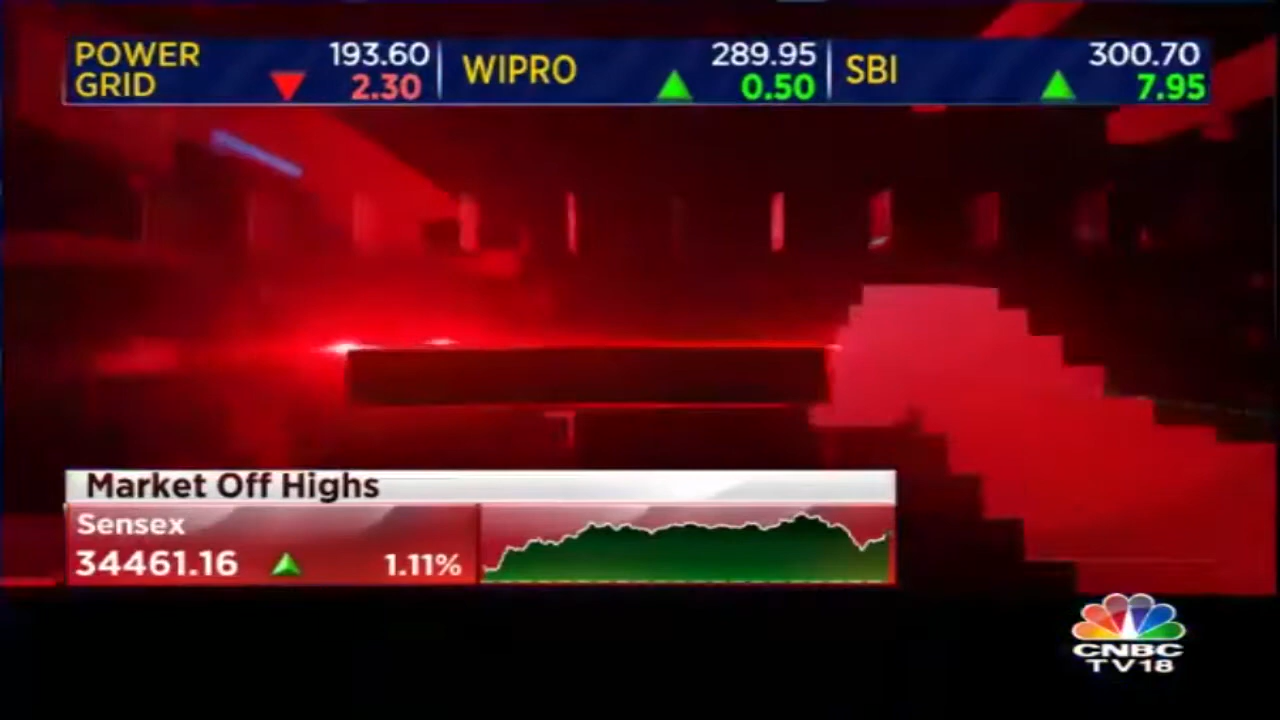 POWER
GRID
193.60
2.30
WIPRO
289.95
0.50
SBI
300.70
7.95
Market Off Highs
Sensex
34461.16
1.11%
CNBC
TV18